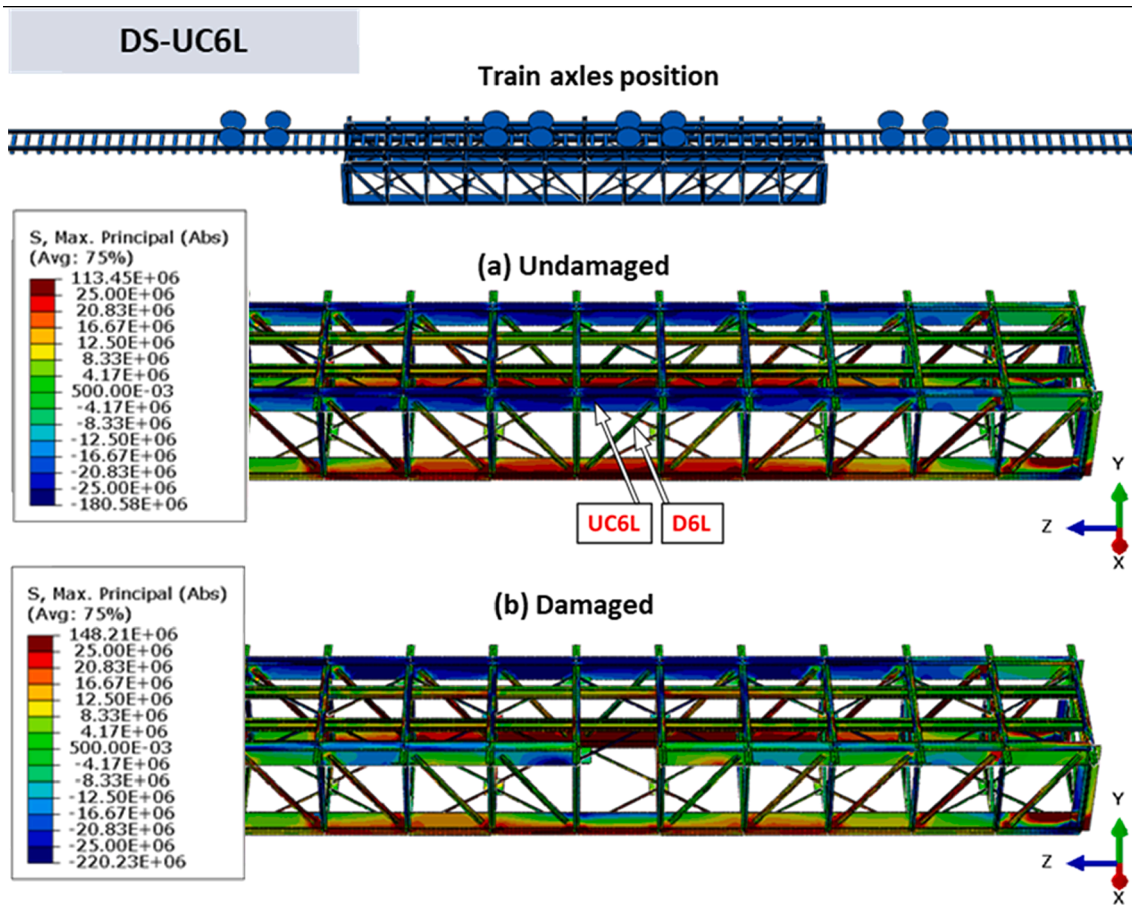 DS-UC6L
Train axles position
S, Max. Principal (Abs)
(Avg: 75%)
113.45E+06
25.00E+06
20.83E+06
16.67E+06
12.50E+06
8.33E+06
4.17E+06
500.00E-03
-4.17E+06
-8.33E+06
-12.50E+06
-16.67E+06
-20.83E+06
-25.00E+06
-180.58E+06
(a) Undamaged
UC6L
D6L
Y
Z
X
S, Max. Principal (Abs)
(Avg: 75%)
148.21E+06
25.00E+06
20.83E+06
16.67E+06
12.50E+06
8.33E+06
4.17E+06
500.00E-03
-4.17E+06
-8.33E+06
-12.50E+06
-16.67E+06
-20.83E+06
-25.00E+06
-220.23E+06
(b) Damaged
Y
Z
X